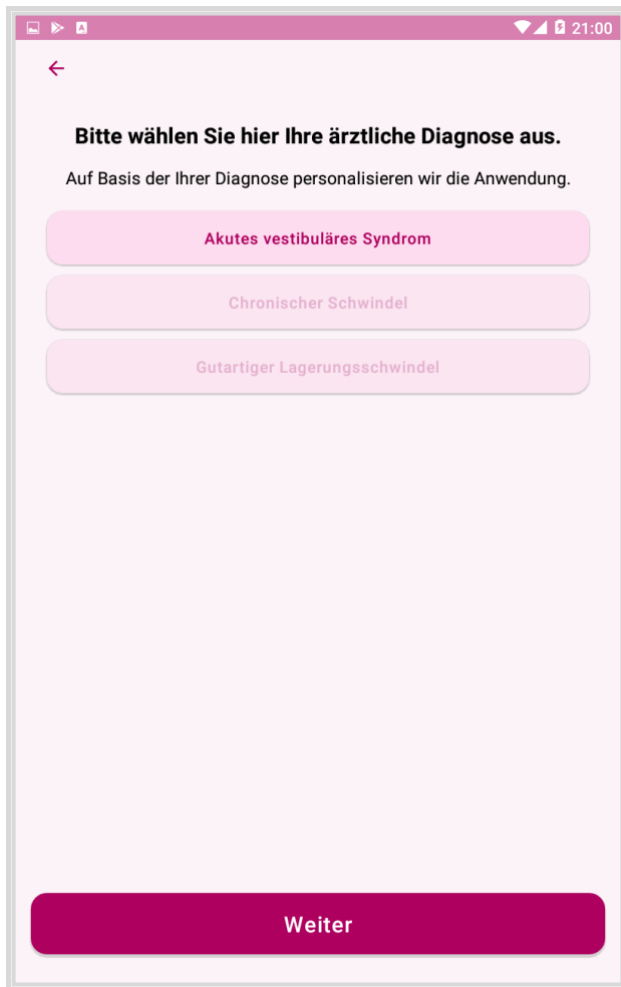 21:00
Bitte wählen Sie hier Ihre ärztliche Diagnose aus.
Auf Basis der Ihrer Diagnose personalisieren wir die Anwendung.
Akutes vestibuläres Syndrom
Chronischer Schwindel
Gutartiger Lagerungsschwindel
Weiter